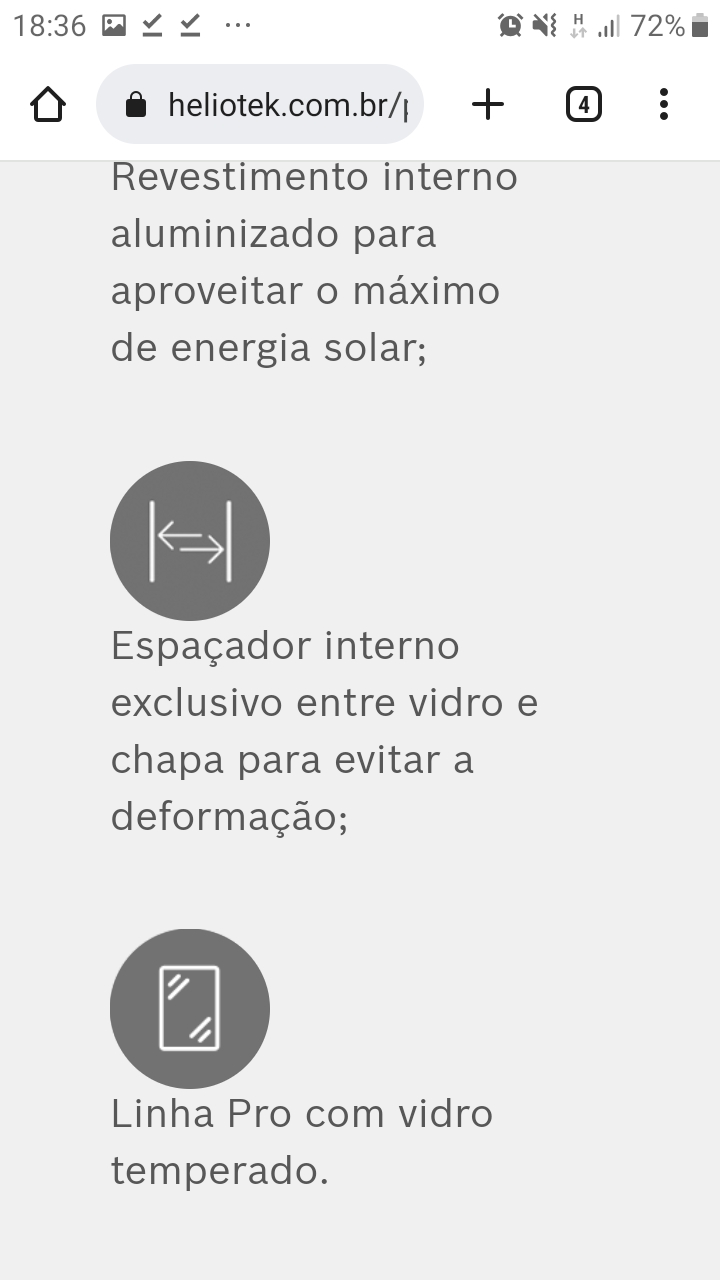 18:36
H
72%
heliotek.com.br/
4
Revestimento interno
aluminizado para
aproveitar o máximo
de energia solar;
Espaçador interno
exclusivo entre vidro e
chapa para evitar a
deformação;
Linha Pro com vidro
temperado.